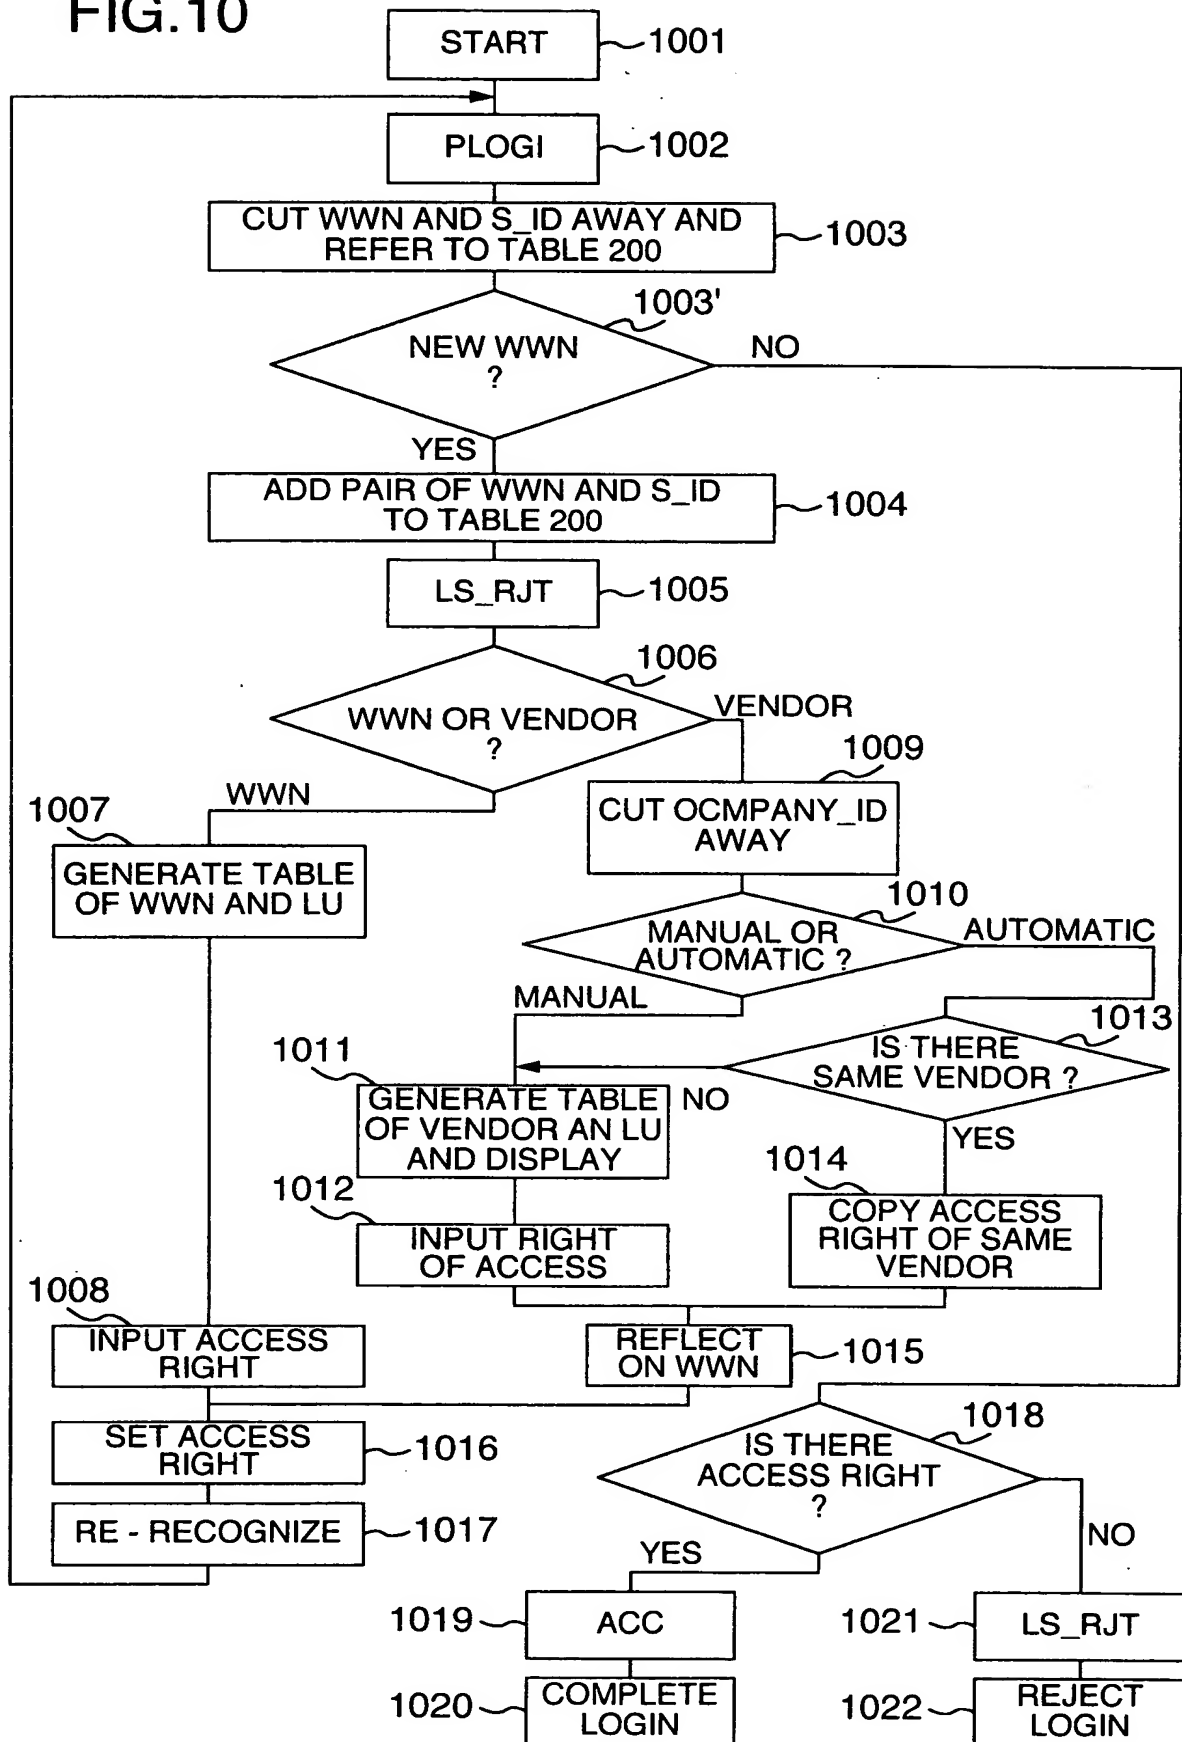 FIG.10
START
1001
PLOGI
1002
CUT WWN AND S_ID AWAY AND
REFER TO TABLE 200
1003
1003'
NEW WWN
?
NO
YES
ADD PAIR OF WWN AND S_ID
TO TABLE 200
1004
LS_RJT
1005
1006
WWN OR VENDOR
?
VENDOR
WWN
1007
GENERATE TABLE
OF WWN AND LU
1009
CUT OCMPANY_ID
AWAY
1010
MANUAL OR
AUTOMATIC ?
AUTOMATIC
MANUAL
1013
IS THERE
SAME VENDOR ?
NO
YES
1011
GENERATE TABLE
OF VENDOR AN LU
AND DISPLAY
1012
INPUT RIGHT
OF ACCESS
1014
COPY ACCESS
RIGHT OF SAME
VENDOR
1008
INPUT ACCESS
RIGHT
REFLECT
ON WWN
1015
SET ACCESS
RIGHT
1016
RE - RECOGNIZE
1017
1018
IS THERE
ACCESS RIGHT
?
YES
NO
1019
ACC
1021
LS_RJT
1020
COMPLETE
LOGIN
1022
REJECT
LOGIN